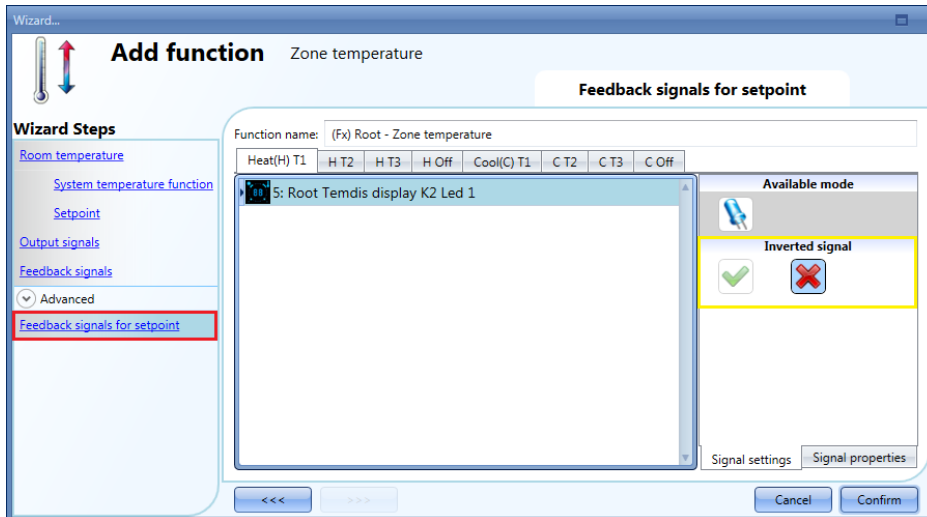 Wizard...
Add function Zone temperature
Feedback signals for setpoint
Wizard Steps
Room temperature
System temperature function
Setpoint
Output signals
Feedback signals
Advanced
Feedback signals for setpoint
Function name: (Fx) Root - Zone temperature
Heat(H) T1 H T2 H T3 H Off Cool(C) T1 C T2 C T3 C Off
5: Root Temdis display K2 Led 1
Available mode
Inverted signal
Signal settings Signal properties
<<< >>> Cancel Confirm